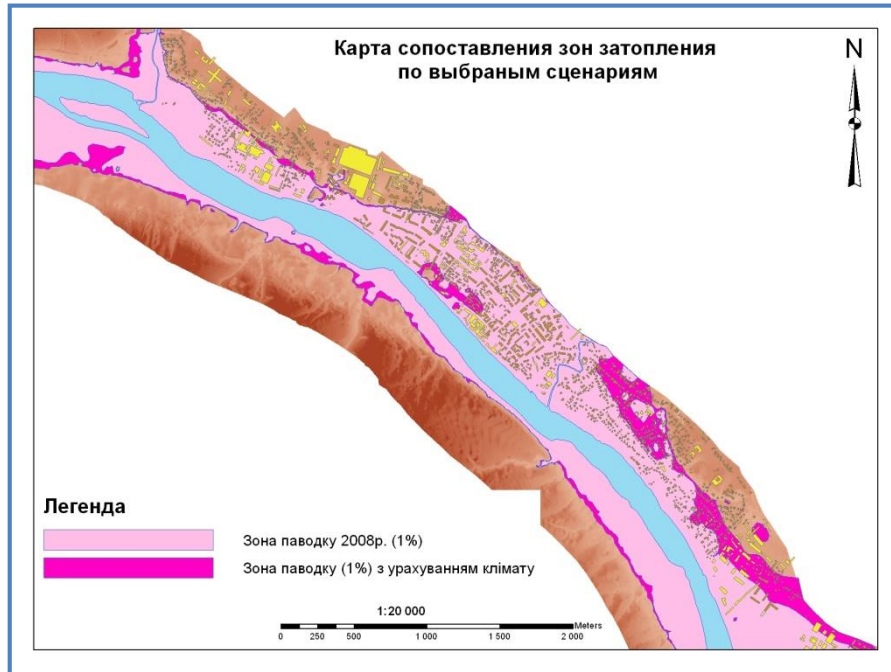 Карта сопоставления зон затопления
по выбраным сценариям
N
Легенда
Зона паводку 2008р. (1%)
Зона паводку (1%) з урахуванням клімату
1:20 000
Meters
0 250 500 1 000 1 500 2 000